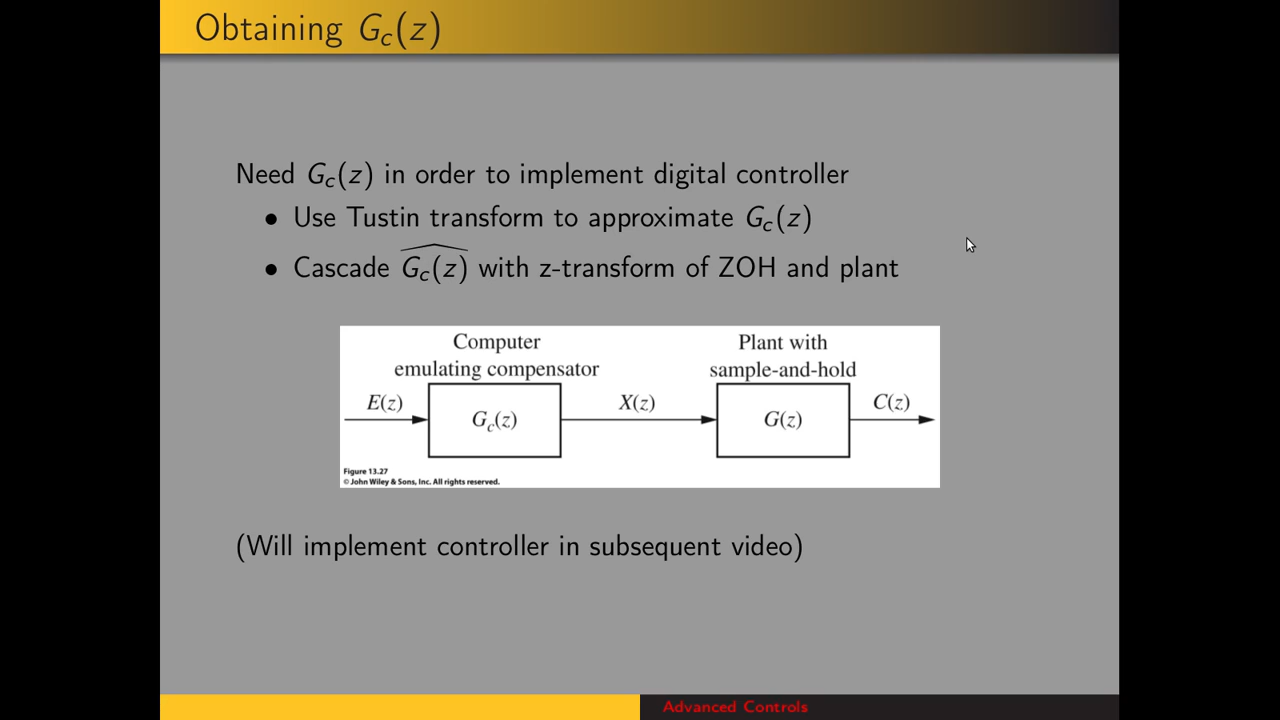 Obtaining G_c(z)
Need G_c(z) in order to implement digital controller
• Use Tustin transform to approximate G_c(z)
• Cascade \widehat{G_c(z)} with z-transform of ZOH and plant
Computer
emulating compensator
Plant with
sample-and-hold
E(z)
G_c(z)
X(z)
G(z)
C(z)
Figure 13.27
© John Wiley & Sons, Inc. All rights reserved.
(Will implement controller in subsequent video)
Advanced Controls